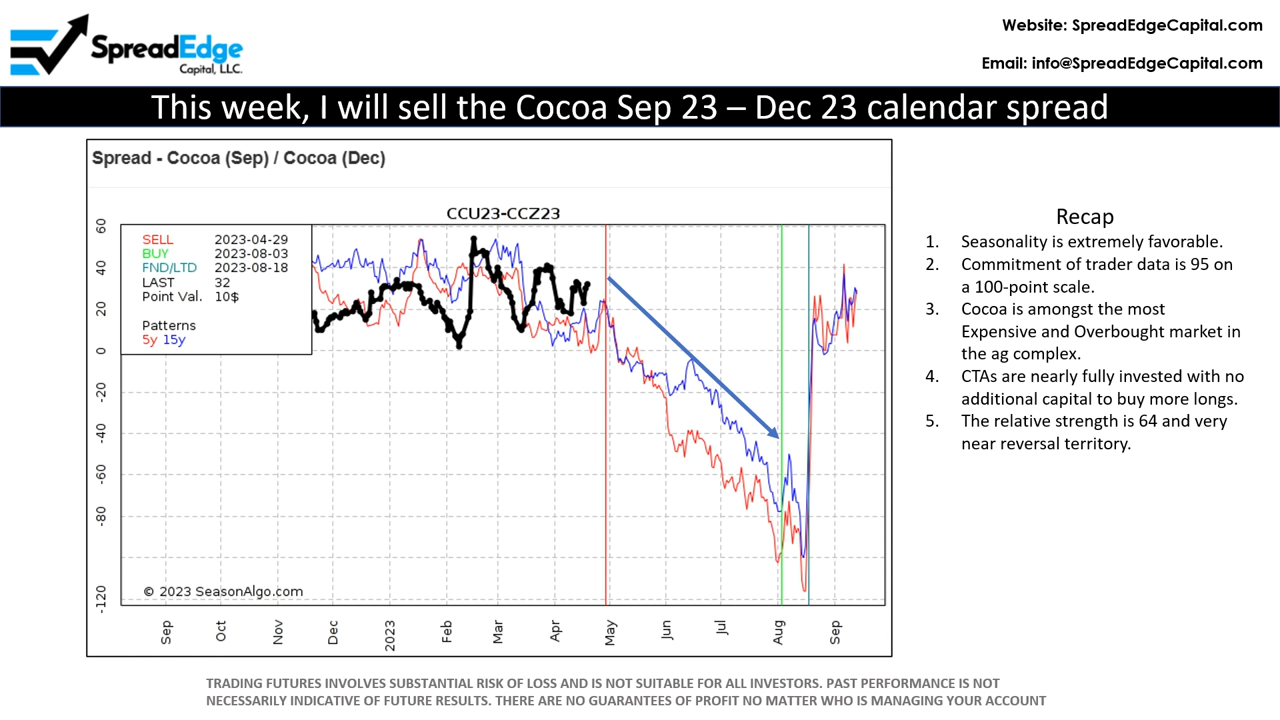 SpreadEdge
Capital, LLC.
Website: SpreadEdgeCapital.com
Email: info@SpreadEdgeCapital.com
This week, I will sell the Cocoa Sep 23 – Dec 23 calendar spread
Spread - Cocoa (Sep) / Cocoa (Dec)
CCU23-CCZ23
SELL 2023-04-29
BUY 2023-08-03
FND/LTD 2023-08-18
LAST 32
Point Val. 10$
Patterns
5y 15y
60
40
20
0
-20
-40
-60
-80
-120
© 2023 SeasonAlgo.com
Sep Oct Nov Dec 2023 Feb Mar Apr May Jun Jul Aug Sep
Recap
1. Seasonality is extremely favorable.
2. Commitment of trader data is 95 on
a 100-point scale.
3. Cocoa is amongst the most
Expensive and Overbought market in
the ag complex.
4. CTAs are nearly fully invested with no
additional capital to buy more longs.
5. The relative strength is 64 and very
near reversal territory.
TRADING FUTURES INVOLVES SUBSTANTIAL RISK OF LOSS AND IS NOT SUITABLE FOR ALL INVESTORS. PAST PERFORMANCE IS NOT
NECESSARILY INDICATIVE OF FUTURE RESULTS. THERE ARE NO GUARANTEES OF PROFIT NO MATTER WHO IS MANAGING YOUR ACCOUNT